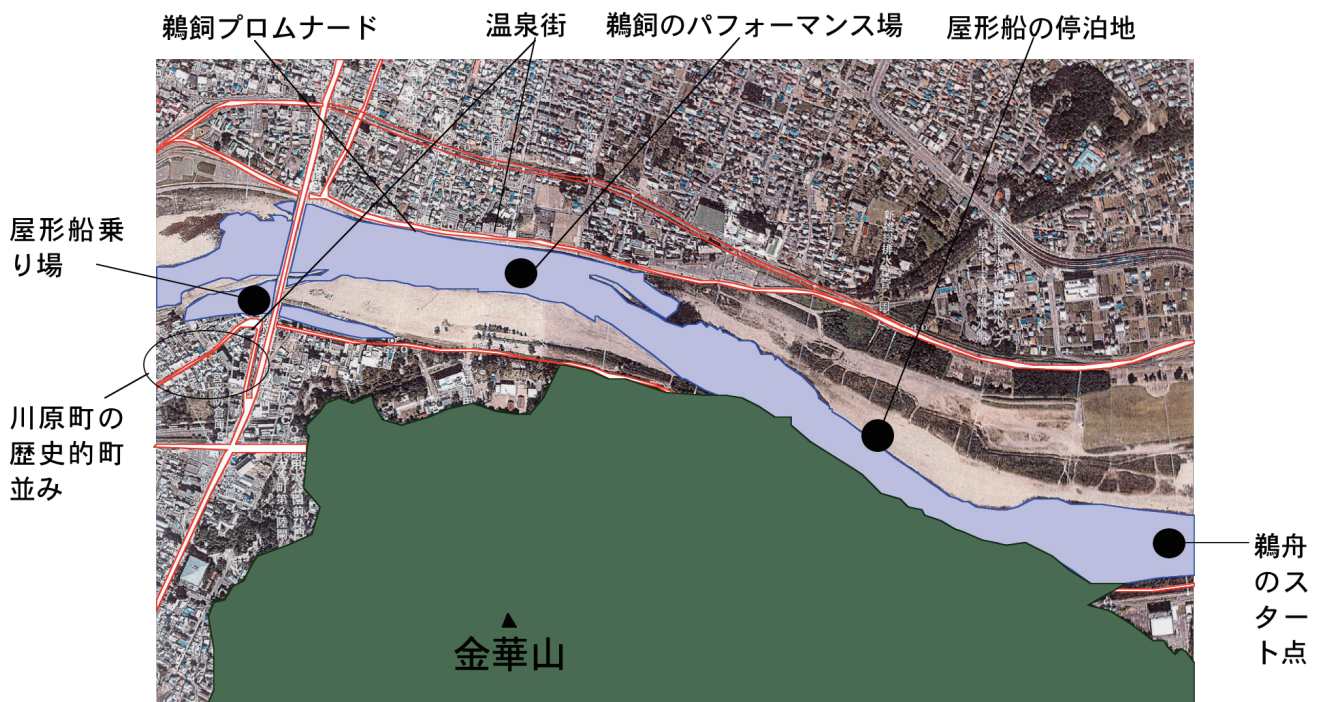 鵜飼プロムナード
温泉街
鵜飼のパフォーマンス場
屋形船の停泊地
屋形船乗
り場
川原町の
歴史的町
並み
鵜舟
のス
ター
ト点
▲
金華山